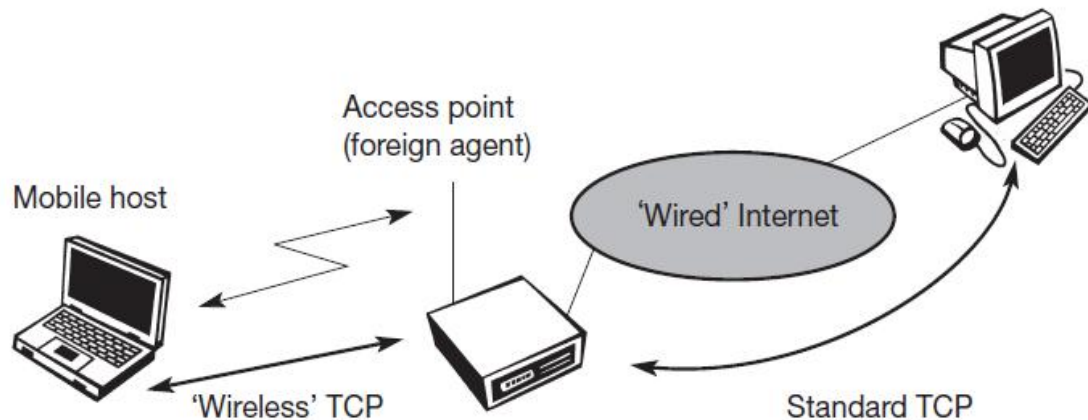 Access point
(foreign agent)
Mobile host
‘Wired’ Internet
‘Wireless’ TCP
Standard TCP